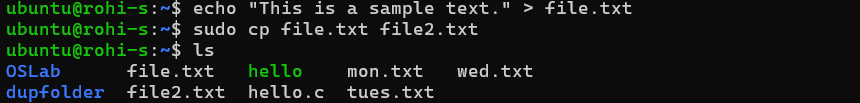 ubuntu@rohi-s:~$ echo "This is a sample text." > file.txt
ubuntu@rohi-s:~$ sudo cp file.txt file2.txt
ubuntu@rohi-s:~$ ls
OSLab      file.txt   hello    mon.txt   wed.txt
dupfolder  file2.txt  hello.c  tues.txt